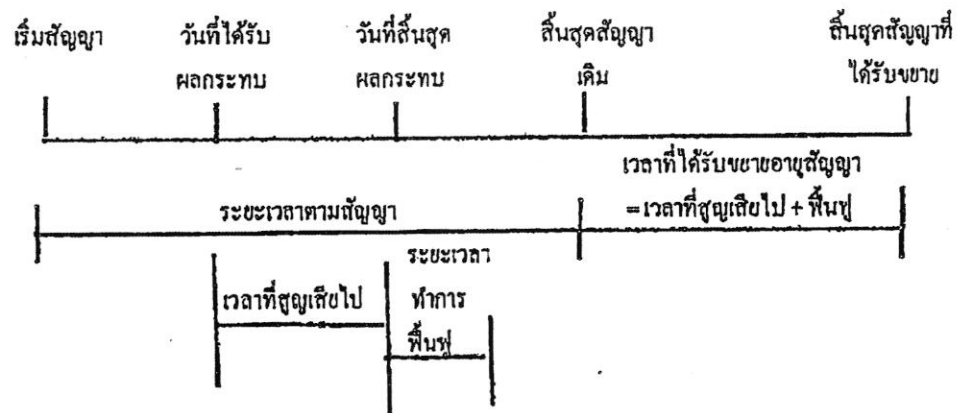 เริ่มสัญญา
วันที่ได้รับ
ผลกระทบ
วันที่สิ้นสุด
ผลกระทบ
สิ้นสุดสัญญา
เดิม
สิ้นสุดสัญญาที่
ได้รับขยาย
เวลาที่ได้รับขยายอายุสัญญา
=เวลาที่สูญเสียไป + ฟื้นฟู
ระยะเวลาตามสัญญา
เวลาที่สูญเสียไป
ระยะเวลา
ทำการ
ฟื้นฟู